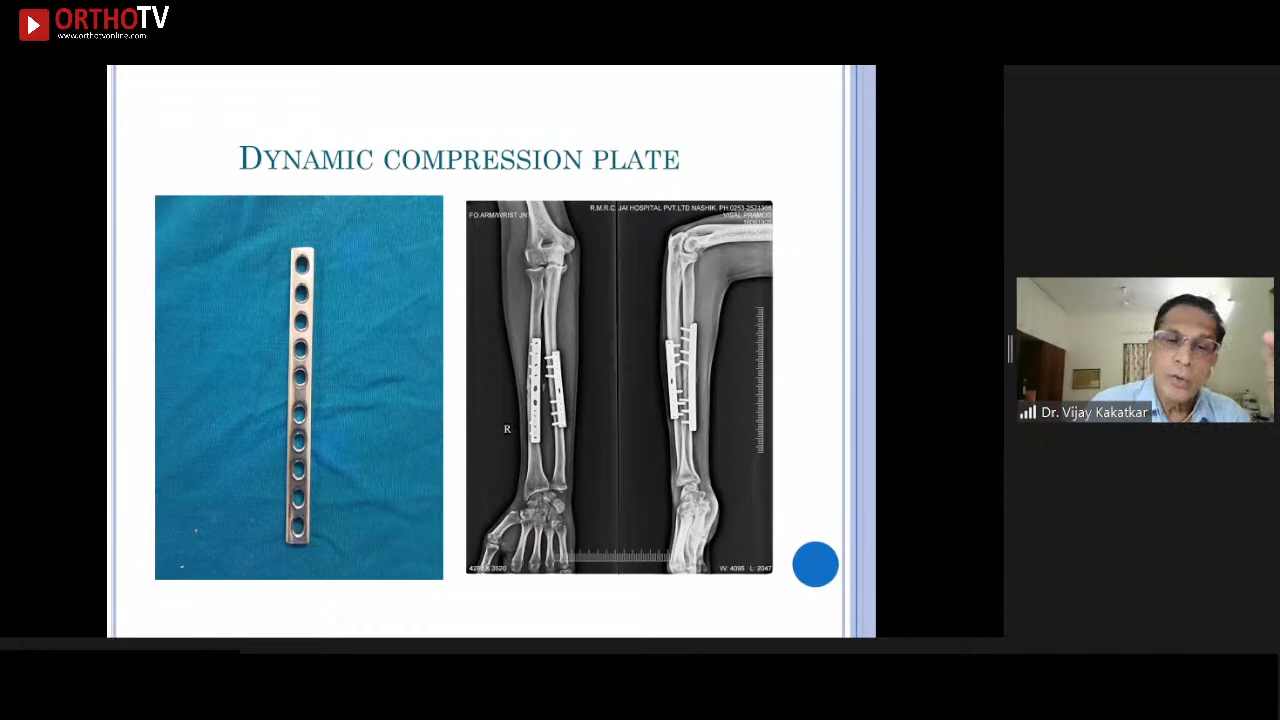 ORTHOTV
www.orthotvonline.com
DYNAMIC COMPRESSION PLATE
R.M.R.C. JAI HOSPITAL PVT.LTD NASHIK. PH 0253-2571368
FO.ARM/WRIST JN
VISAL PRAMOD
R
W: 4095 L: 2047
Dr. Vijay Kakatkar